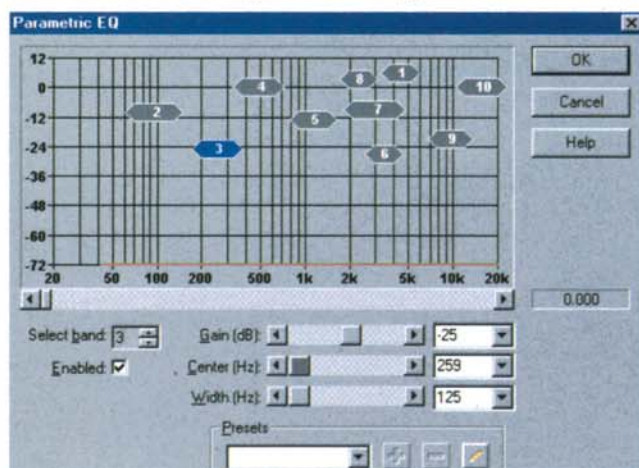 Parametric EQ
12
0
-12
-24
-36
-48
-60
-72
1
2
3
4
5
6
7
8
9
10
20
50
100
200
500
1k
2k
5k
10k
20k
OK
Cancel
Help
0.000
Select band: 3
Enabled:
Gain (dB): -25
Center (Hz): 259
Width (Hz): 125
Presets